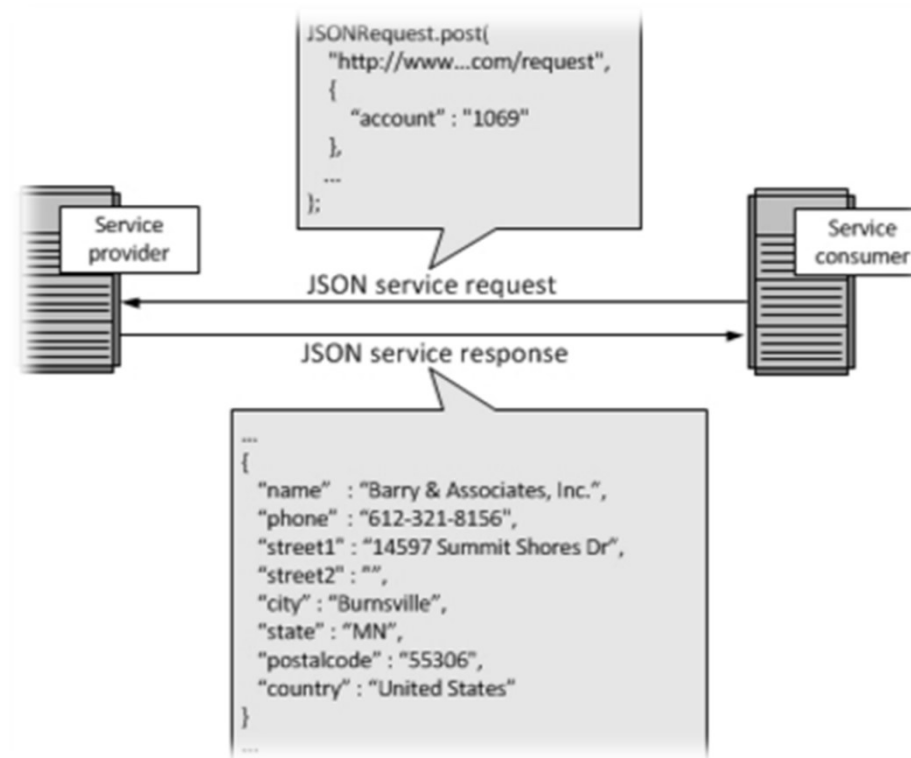 JSONRequest.post(
"http://www...com/request",
{
"account" : "1069"
},
...
};
Service
provider
Service
consumer
JSON service request
JSON service response
...
{
"name" : "Barry & Associates, Inc.",
"phone" : "612-321-8156",
"street1" : "14597 Summit Shores Dr",
"street2" : "",
"city" : "Burnsville",
"state" : "MN",
"postalcode" : "55306",
"country" : "United States"
}
...